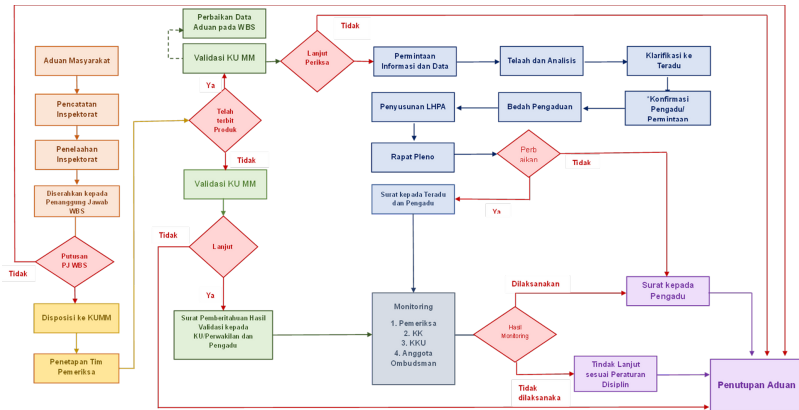 Aduan Masyarakat
Pencatatan
Inspektorat
Penelaahan
Inspektorat
Diserahkan kepada
Penanggung Jawab
WBS
Putusan
PJ WBS
Tidak
Disposisi ke KUMM
Penetapan Tim
Pemeriksa
Perbaikan Data
Aduan pada WBS
Validasi KU MM
Ya
Telah
terbit
Produk
Tidak
Validasi KU MM
Tidak
Lanjut
Ya
Surat Pemberitahuan Hasil
Validasi kepada
KU/Perwakilan dan
Pengadu
Tidak
Lanjut
Periksa
Permintaan
Informasi dan Data
Telaah dan Analisis
Klarifikasi ke
Teradu
Penyusunan LHPA
Bedah Pengaduan
*Konfirmasi
Pengadu/
Permintaan
Rapat Pleno
Perb
aikan
Tidak
Ya
Surat kepada Teradu
dan Pengadu
Monitoring
1. Pemeriksa
2. KK
3. KKU
4. Anggota
Ombudsman
Dilaksanakan
Hasil
Monitoring
Tidak
dilaksanaka
Surat kepada
Pengadu
Tindak Lanjut
sesuai Peraturan
Disiplin
Penutupan Aduan